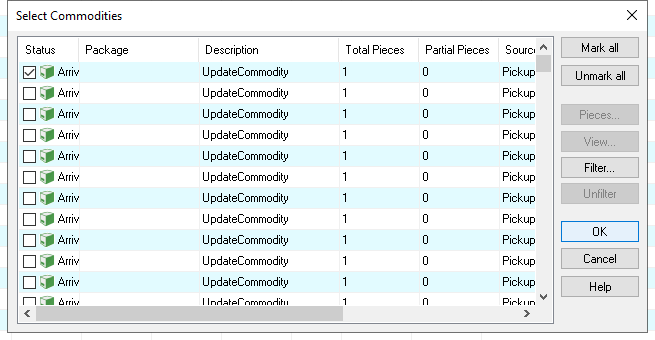 Select Commodities
Status Package Description Total Pieces Partial Pieces Source
Arriv UpdateCommodity 1 0 Pickup
Arriv UpdateCommodity 1 0 Pickup
Arriv UpdateCommodity 1 0 Pickup
Arriv UpdateCommodity 1 0 Pickup
Arriv UpdateCommodity 1 0 Pickup
Arriv UpdateCommodity 1 0 Pickup
Arriv UpdateCommodity 1 0 Pickup
Arriv UpdateCommodity 1 0 Pickup
Arriv UpdateCommodity 1 0 Pickup
Arriv UpdateCommodity 1 0 Pickup
Arriv UpdateCommodity 1 0 Pickup
Arriv UpdateCommodity 1 0 Pickup
Mark all
Unmark all
Pieces...
View...
Filter...
Unfilter
OK
Cancel
Help